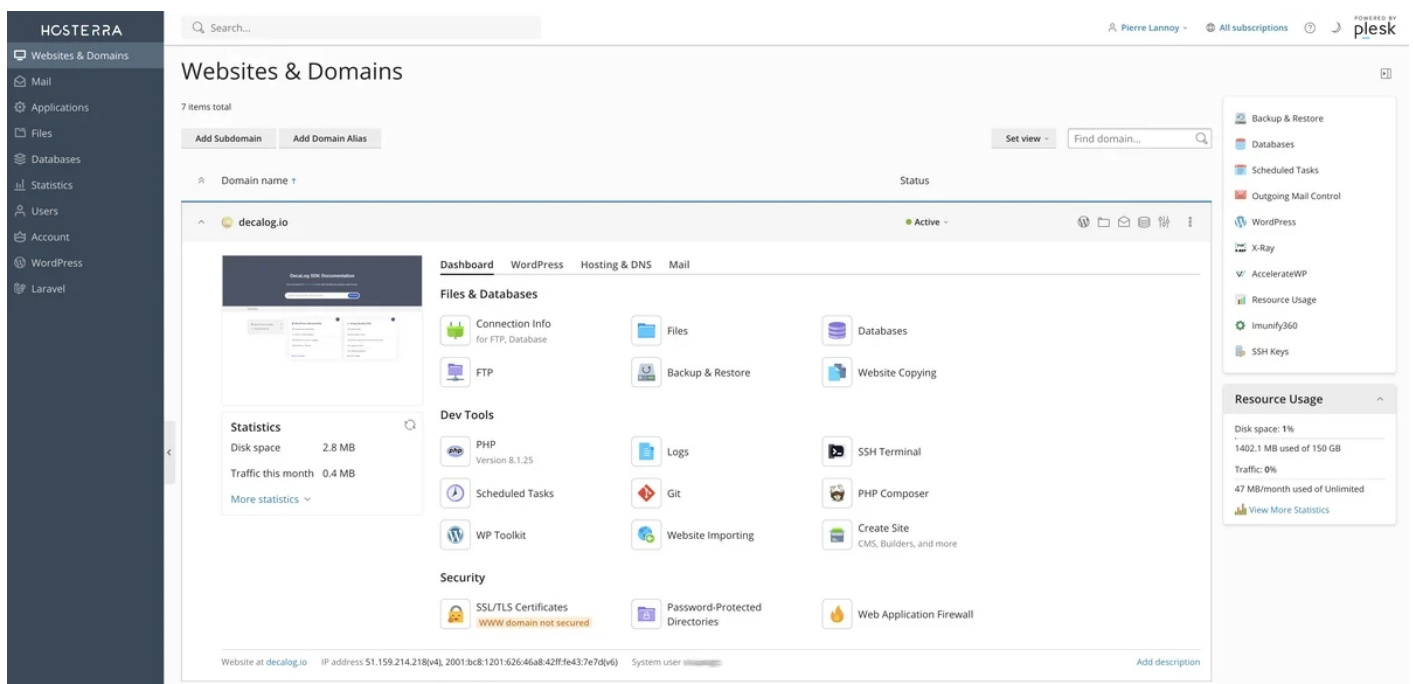 HOSTERRA
Search...
Pierre Lannoy
All subscriptions
POWERED BY
plesk
Websites & Domains
Mail
Applications
Files
Databases
Statistics
Users
Account
WordPress
Laravel
Websites & Domains
7 items total
Add Subdomain
Add Domain Alias
Set view
Find domain...
Domain name ↑
Status
decalog.io
Active
DecaLog SDK Documentation
Statistics
Disk space 2.8 MB
Traffic this month 0.4 MB
More statistics
Dashboard WordPress Hosting & DNS Mail
Files & Databases
Connection Info
for FTP, Database
Files
Databases
FTP
Backup & Restore
Website Copying
Dev Tools
PHP
Version 8.1.25
Logs
SSH Terminal
Scheduled Tasks
Git
PHP Composer
WP Toolkit
Website Importing
Create Site
CMS, Builders, and more
Security
SSL/TLS Certificates
WWW domain not secured
Password-Protected
Directories
Web Application Firewall
Website at decalog.io IP address 51.159.214.218(v4), 2001:bc8:1201:626:46a8:42ff:fe43:7e7d(v6) System user
Add description
Backup & Restore
Databases
Scheduled Tasks
Outgoing Mail Control
WordPress
X-Ray
AccelerateWP
Resource Usage
Imunify360
SSH Keys
Resource Usage
Disk space: 1%
1402.1 MB used of 150 GB
Traffic: 0%
47 MB/month used of Unlimited
View More Statistics